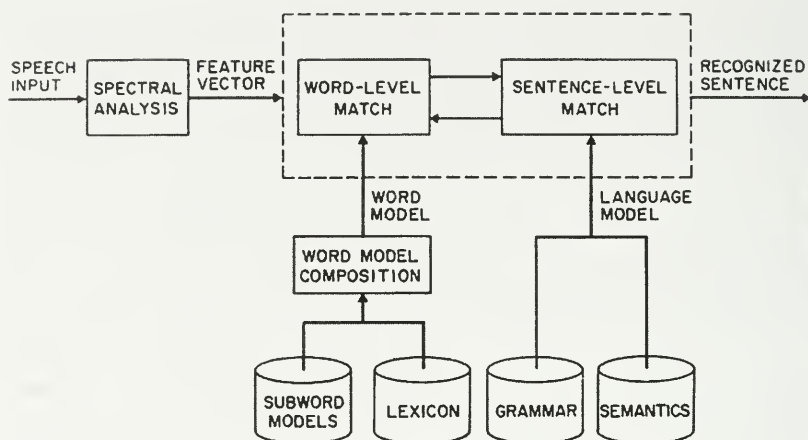 SPEECH
INPUT
SPECTRAL
ANALYSIS
FEATURE
VECTOR
WORD-LEVEL
MATCH
SENTENCE-LEVEL
MATCH
RECOGNIZED
SENTENCE
WORD
MODEL
LANGUAGE
MODEL
WORD MODEL
COMPOSITION
SUBWORD
MODELS
LEXICON
GRAMMAR
SEMANTICS